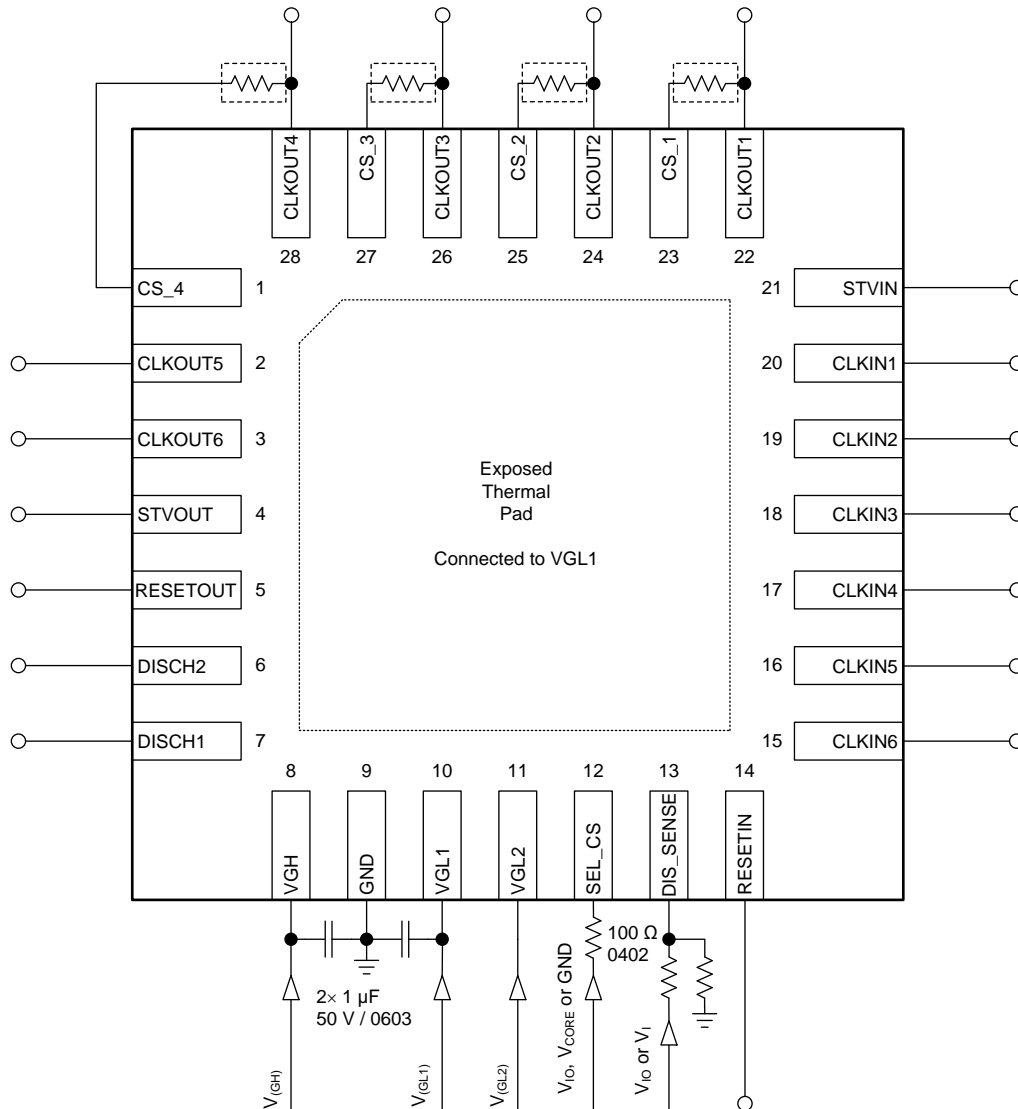 CLKOUT4
CS_3
CLKOUT3
CS_2
CLKOUT2
CS_1
CLKOUT1
28
27
26
25
24
23
22
CS_4 1
21 STVIN
CLKOUT5 2
20 CLKIN1
CLKOUT6 3
19 CLKIN2
STVOUT 4
18 CLKIN3
RESETOUT 5
17 CLKIN4
DISCH2 6
16 CLKIN5
DISCH1 7
15 CLKIN6
Exposed
Thermal
Pad
Connected to VGL1
8
9
10
11
12
13
14
VGH
GND
VGL1
VGL2
SEL_CS
DIS_SENSE
RESETIN
100 Ω
0402
2× 1 µF
50 V / 0603
V(GH)
V(GL1)
V(GL2)
VIO, VCORE or GND
VIO or VI